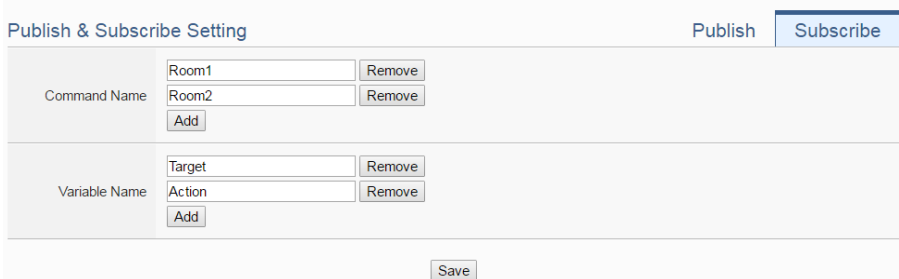 Publish & Subscribe Setting Publish Subscribe
Command Name
Room1 Remove
Room2 Remove
Add
Variable Name
Target Remove
Action Remove
Add
Save